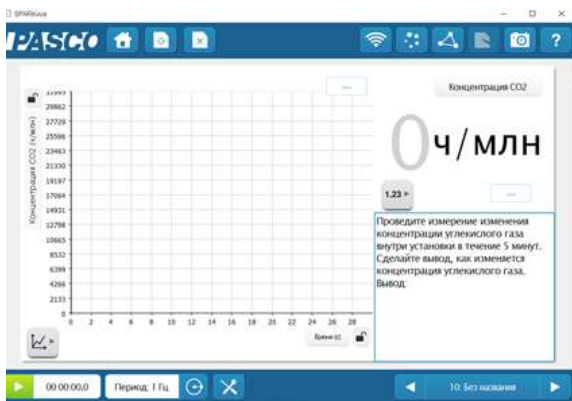 SPARKvue
PASCO
?
...
Концентрация CO2
Концентрация CO2 (ч/млн)
31995
29862
27729
25596
23463
21330
19197
17064
14931
12798
10665
8532
6399
4266
2133
0
0 2 4 6 8 10 12 14 16 18 20 22 24 26 28
Время (с)
0 ч/млн
1.23
...
Проведите измерение изменения
концентрации углекислого газа
внутри установки в течение 5 минут.
Сделайте вывод, как изменяется
концентрация углекислого газа.
Вывод:
00:00:00,0
Период: 1 Гц
10: Без названия